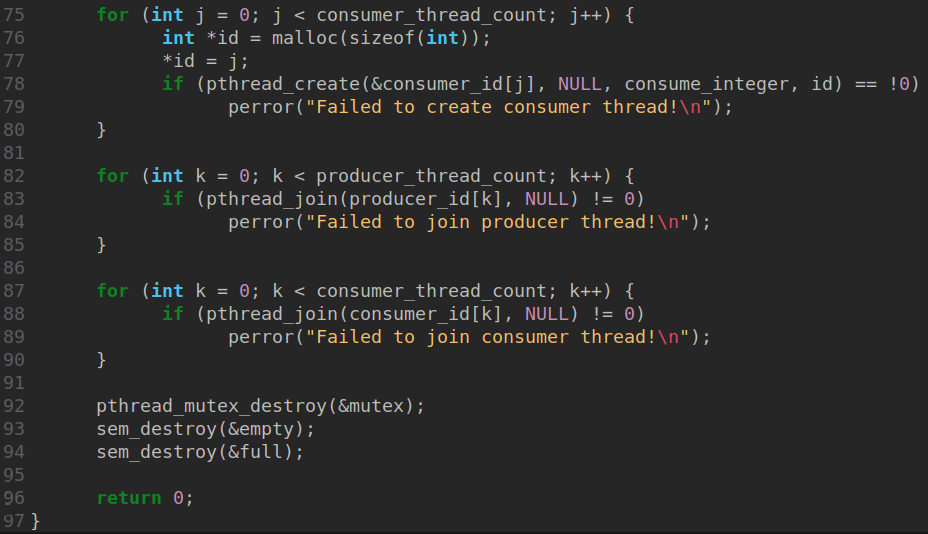 75 for (int j = 0; j < consumer_thread_count; j++) {
76 int *id = malloc(sizeof(int));
77 *id = j;
78 if (pthread_create(&consumer_id[j], NULL, consume_integer, id) == !0)
79 perror("Failed to create consumer thread!\n");
80 }
81
82 for (int k = 0; k < producer_thread_count; k++) {
83 if (pthread_join(producer_id[k], NULL) != 0)
84 perror("Failed to join producer thread!\n");
85 }
86
87 for (int k = 0; k < consumer_thread_count; k++) {
88 if (pthread_join(consumer_id[k], NULL) != 0)
89 perror("Failed to join consumer thread!\n");
90 }
91
92 pthread_mutex_destroy(&mutex);
93 sem_destroy(&empty);
94 sem_destroy(&full);
95
96 return 0;
97 }